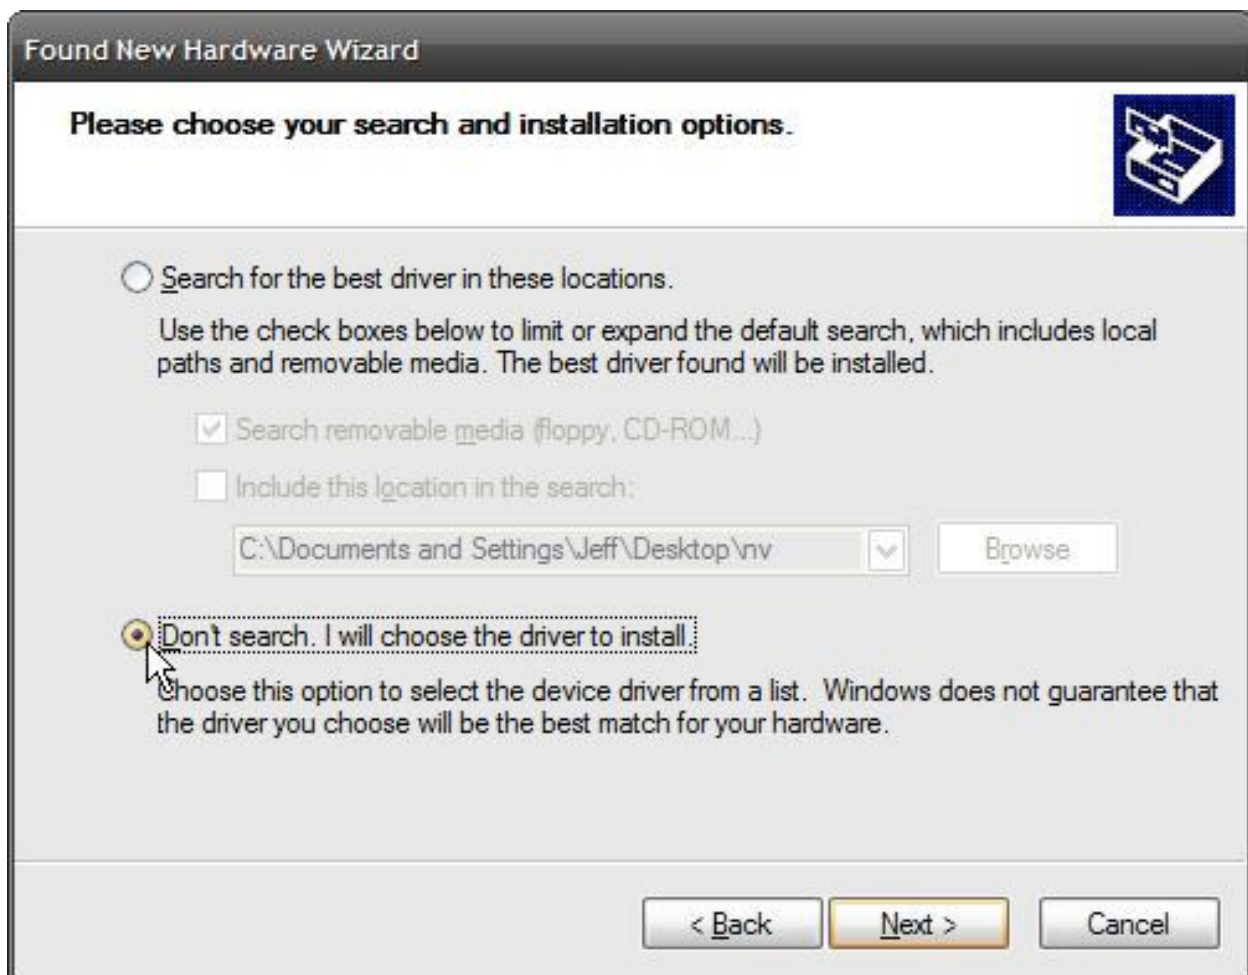 Found New Hardware Wizard
Please choose your search and installation options.
Search for the best driver in these locations.
Use the check boxes below to limit or expand the default search, which includes local
paths and removable media. The best driver found will be installed.
Search removable media (floppy, CD-ROM...)
Include this location in the search:
C:\Documents and Settings\Jeff\Desktop\nv
Browse
Don't search. I will choose the driver to install.
Choose this option to select the device driver from a list. Windows does not guarantee that
the driver you choose will be the best match for your hardware.
< Back
Next >
Cancel